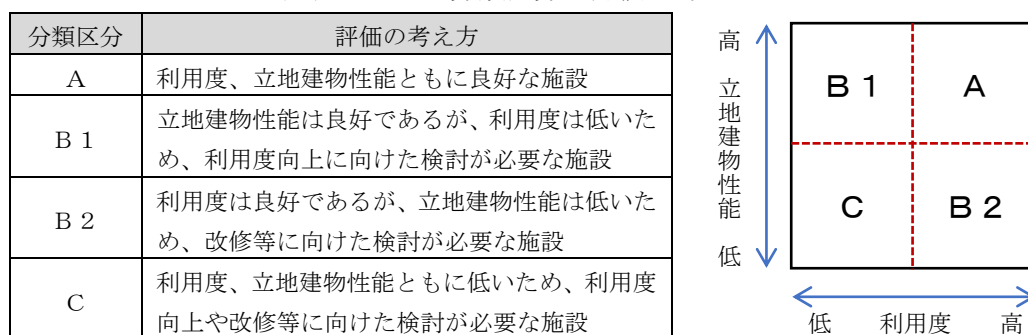 分類区分
評価の考え方
A
利用度、立地建物性能ともに良好な施設
B1
立地建物性能は良好であるが、利用度は低いた
め、利用度向上に向けた検討が必要な施設
B2
利用度は良好であるが、立地建物性能は低いた
め、改修等に向けた検討が必要な施設
C
利用度、立地建物性能ともに低いため、利用度
向上や改修等に向けた検討が必要な施設
高
立地建物性能
低
B1
A
C
B2
低 利用度 高